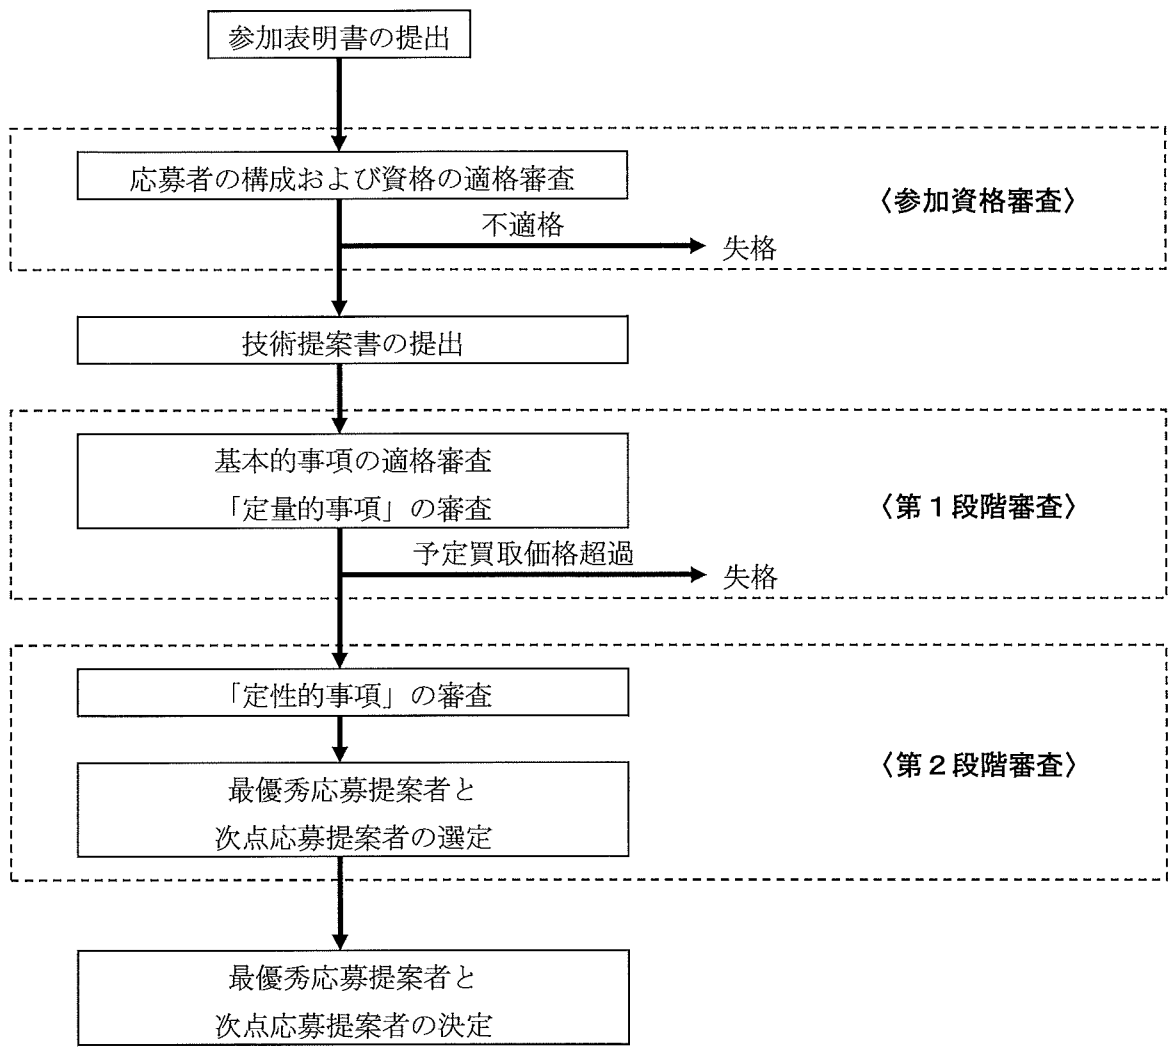 参加表明書の提出
応募者の構成および資格の適格審査
〈参加資格審査〉
不適格
失格
技術提案書の提出
基本的事項の適格審査
「定量的事項」の審査
〈第1段階審査〉
予定買取価格超過
失格
「定性的事項」の審査
〈第2段階審査〉
最優秀応募提案者と
次点応募提案者の選定
最優秀応募提案者と
次点応募提案者の決定